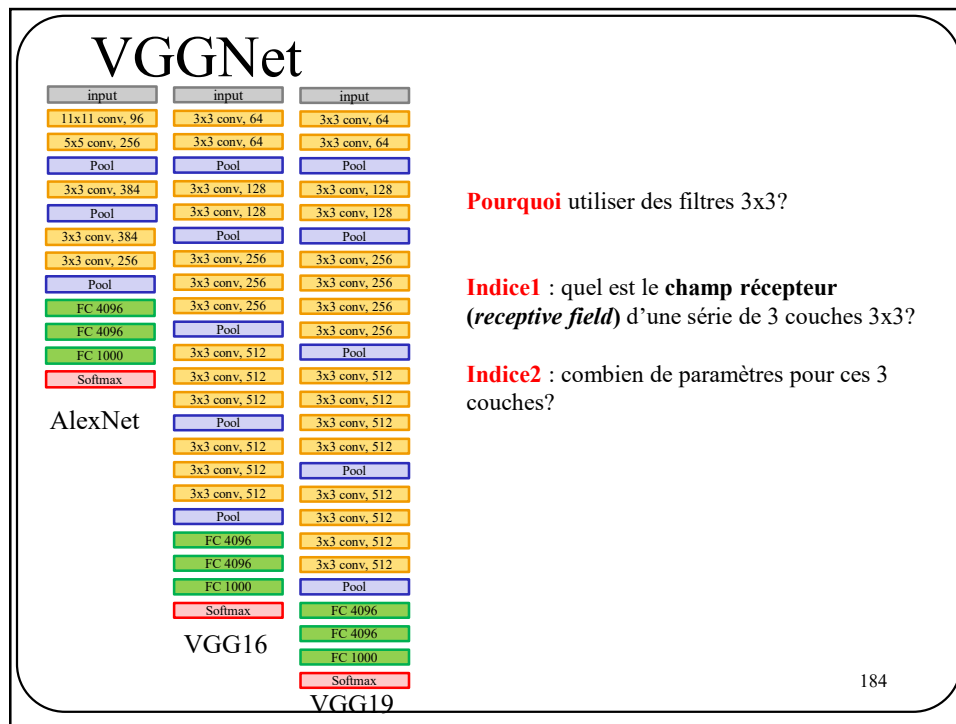 VGGNet
input
11x11 conv, 96
5x5 conv, 256
Pool
3x3 conv, 384
Pool
3x3 conv, 384
3x3 conv, 256
Pool
FC 4096
FC 4096
FC 1000
Softmax
AlexNet
input
3x3 conv, 64
3x3 conv, 64
Pool
3x3 conv, 128
3x3 conv, 128
Pool
3x3 conv, 256
3x3 conv, 256
3x3 conv, 256
Pool
3x3 conv, 512
3x3 conv, 512
3x3 conv, 512
Pool
3x3 conv, 512
3x3 conv, 512
3x3 conv, 512
Pool
FC 4096
FC 4096
FC 1000
Softmax
VGG16
input
3x3 conv, 64
3x3 conv, 64
Pool
3x3 conv, 128
3x3 conv, 128
Pool
3x3 conv, 256
3x3 conv, 256
3x3 conv, 256
3x3 conv, 256
Pool
3x3 conv, 512
3x3 conv, 512
3x3 conv, 512
3x3 conv, 512
Pool
3x3 conv, 512
3x3 conv, 512
3x3 conv, 512
3x3 conv, 512
Pool
FC 4096
FC 4096
FC 1000
Softmax
VGG19
Pourquoi utiliser des filtres 3x3?
Indice1 : quel est le champ récepteur
(receptive field) d’une série de 3 couches 3x3?
Indice2 : combien de paramètres pour ces 3
couches?
184